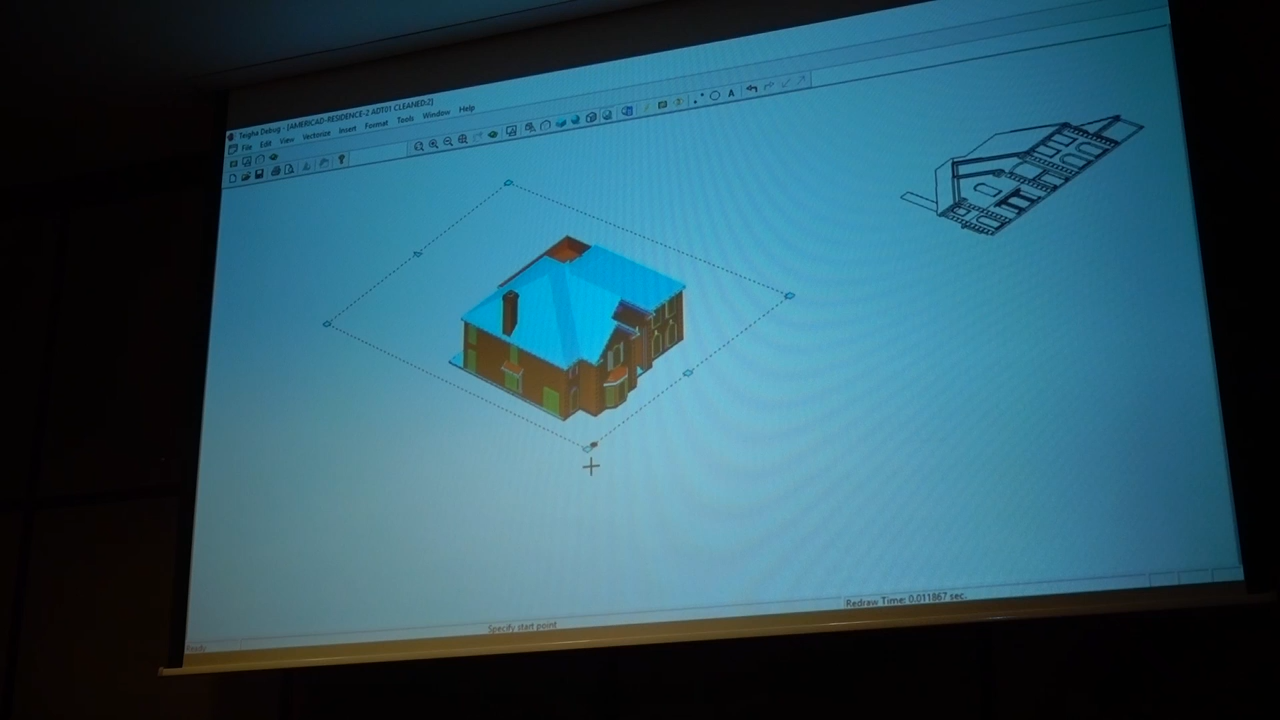 Teigha Debug - [AMERICAD-RESIDENCE-2 ADT01 CLEANED:2]
File Edit View Vectorize Insert Format Tools Window Help
A
Specify start point
Redraw Time: 0.011867 sec.
Ready